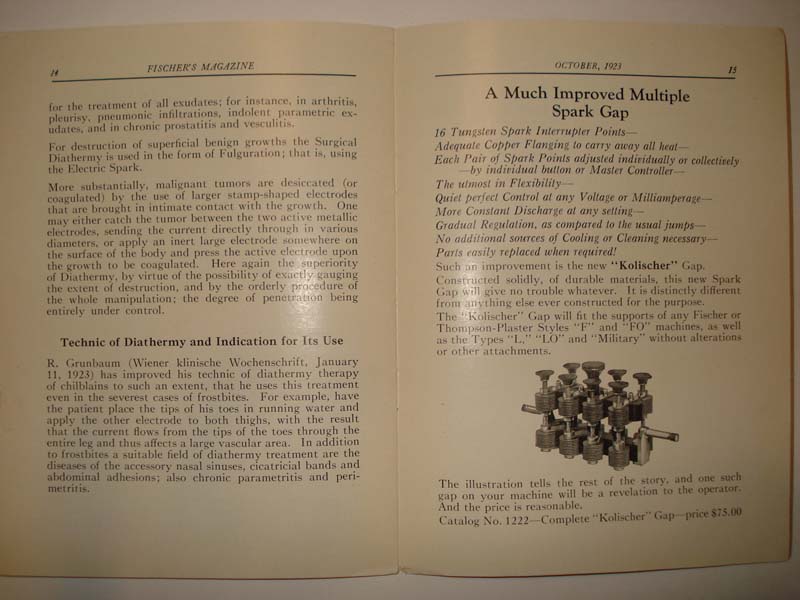 14
FISCHER'S MAGAZINE
for the treatment of all exudates; for instance, in arthritis,
pleurisy, pneumonic infiltrations, indolent parametric ex-
udates, and in chronic prostatitis and vesculitis.
For destruction of superficial benign growths the Surgical
Diathermy is used in the form of Fulguration; that is, using
the Electric Spark.
More substantially, malignant tumors are desiccated (or
coagulated) by the use of larger stamp-shaped electrodes
that are brought in intimate contact with the growth. One
may either catch the tumor between the two active metallic
electrodes, sending the current directly through in various
diameters, or apply an inert large electrode somewhere on
the surface of the body and press the active electrode upon
the growth to be coagulated. Here again the superiority
of Diathermy, by virtue of the possibility of exactly gauging
the extent of destruction, and by the orderly procedure of
the whole manipulation; the degree of penetration being
entirely under control.
Technic of Diathermy and Indication for Its Use
R. Grunbaum (Wiener klinische Wochenschrift, January
11, 1923) has improved his technic of diathermy therapy
of chilblains to such an extent, that he uses this treatment
even in the severest cases of frostbites. For example, have
the patient place the tips of his toes in running water and
apply the other electrode to both thighs, with the result
that the current flows from the tips of the toes through the
entire leg and thus affects a large vascular area. In addition
to frostbites a suitable field of diathermy treatment are the
diseases of the accessory nasal sinuses, cicatricial bands and
abdominal adhesions; also chronic parametritis and peri-
metritis.
OCTOBER, 1923
15
A Much Improved Multiple
Spark Gap
16 Tungsten Spark Interrupter Points—
Adequate Copper Flanging to carry away all heat—
Each Pair of Spark Points adjusted individually or collectively
—by individual button or Master Controller—
The utmost in Flexibility—
Quiet perfect Control at any Voltage or Milliamperage—
More Constant Discharge at any setting—
Gradual Regulation, as compared to the usual jumps—
No additional sources of Cooling or Cleaning necessary—
Parts easily replaced when required!
Such an improvement is the new "Kolischer" Gap.
Constructed solidly, of durable materials, this new Spark
Gap will give no trouble whatever. It is distinctly different
from anything else ever constructed for the purpose.
The "Kolischer" Gap will fit the supports of any Fischer or
Thompson-Plaster Styles "F" and "FO" machines, as well
as the Types "L," "LO" and "Military" without alterations
or other attachments.
The illustration tells the rest of the story, and one such
gap on your machine will be a revelation to the operator.
And the price is reasonable.
Catalog No. 1222—Complete "Kolischer" Gap—price $75.00